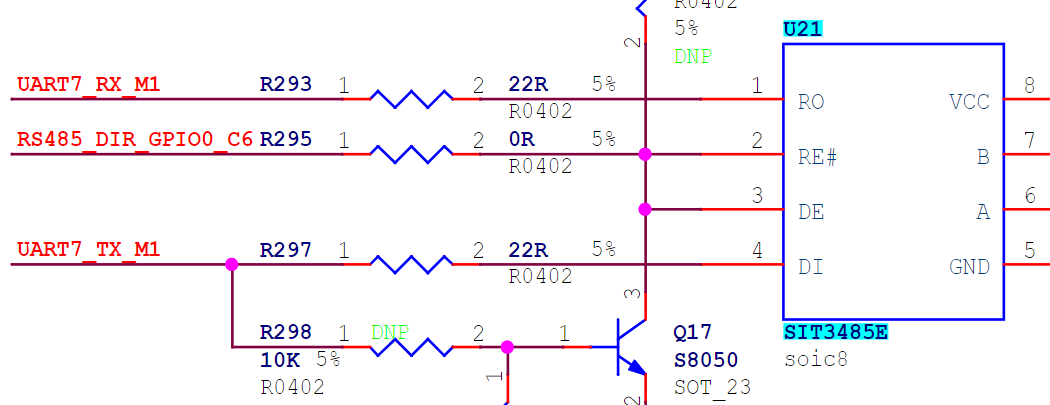 R0402
5%
2
DNP
U21
UART7_RX_M1 R293 1 2 22R 5% 1 RO VCC 8
R0402
RS485_DIR_GPIO0_C6 R295 1 2 0R 5% 2 RE# B 7
R0402
3 DE A 6
UART7_TX_M1 R297 1 2 22R 5% 4 DI GND 5
R0402
3
R298 1 DNP 2 1 Q17 SIT3485E
10K 5% S8050 soic8
R0402 1 SOT_23
2